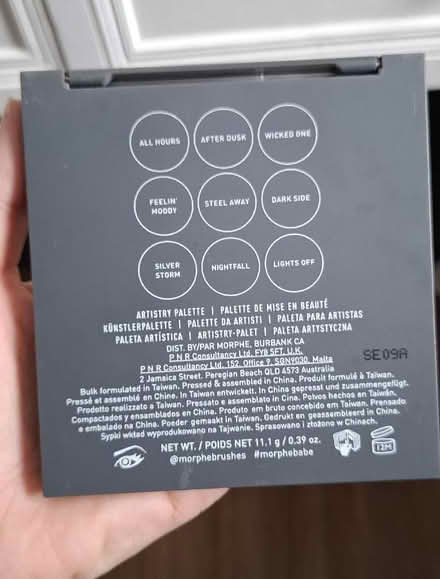 ALL HOURS
AFTER DUSK
WICKED ONE
FEELIN' MOODY
STEEL AWAY
DARK SIDE
SILVER STORM
NIGHTFALL
LIGHTS OFF
ARTISTRY PALETTE | PALETTE DE MISE EN BEAUTÉ
KÜNSTLERPALETTE | PALETTE DA ARTISTI | PALETA PARA ARTISTAS
PALETA ARTÍSTICA | ARTISTRY-PALET | PALETA ARTYSTYCZNA
DIST. BY/PAR MORPHE, BURBANK CA
P N R Consultancy Ltd. FY8 5FT. U.K.
P N R Consultancy Ltd. 152, Office 9, SGN9030, Malta
2 Jamaica Street. Peregian Beach QLD 4573 Australia
SE09A
Bulk formulated in Taiwan. Pressed & assembled in China. Produit formulé à Taïwan.
Pressé et assemblé en Chine. In Taiwan entwickelt. In China gepresst und zusammengefügt.
Prodotto realizzato a Taiwan. Pressato e assemblato in Cina. Polvos hechos en Taiwán.
Compactados y ensamblados en China. Produto em bruto concebido em Taiwan. Prensado
e embalado na China. Poeder gemaakt in Taiwan. Gedrukt en geassembleerd in China.
Sypki wkład wyprodukowano na Tajwanie. Sprasowano i złożono w Chinach.
NET WT. / POIDS NET 11.1 g / 0.39 oz.
@morphebrushes #morphebabe
12M